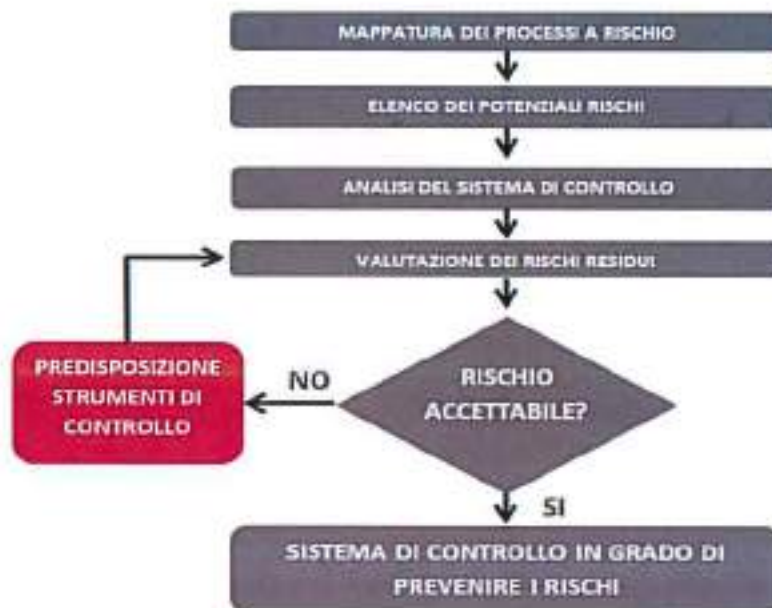 MAPPATURA DEI PROCESSI A RISCHIO
ELENCO DEI POTENZIALI RISCHI
ANALISI DEL SISTEMA DI CONTROLLO
VALUTAZIONE DEI RISCHI RESIDUI
PREDISPOSIZIONE
STRUMENTI DI
CONTROLLO
NO
RISCHIO
ACCETTABILE?
SI
SISTEMA DI CONTROLLO IN GRADO DI
PREVENIRE I RISCHI